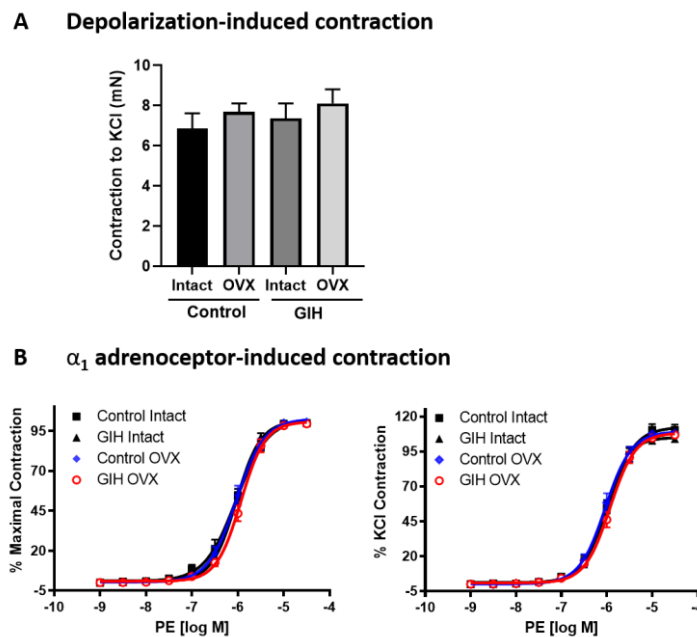 A Depolarization-induced contraction
Contraction to KCl (mN)
10
8
6
4
2
0
Intact OVX Intact OVX
Control GIH
B α₁ adrenoceptor-induced contraction
% Maximal Contraction
95
70
45
20
-5
Control Intact
GIH Intact
Control OVX
GIH OVX
-10 -9 -8 -7 -6 -5 -4
PE [log M]
% KCl Contraction
120
95
70
45
20
-5
Control Intact
GIH Intact
Control OVX
GIH OVX
-10 -9 -8 -7 -6 -5 -4
PE [log M]